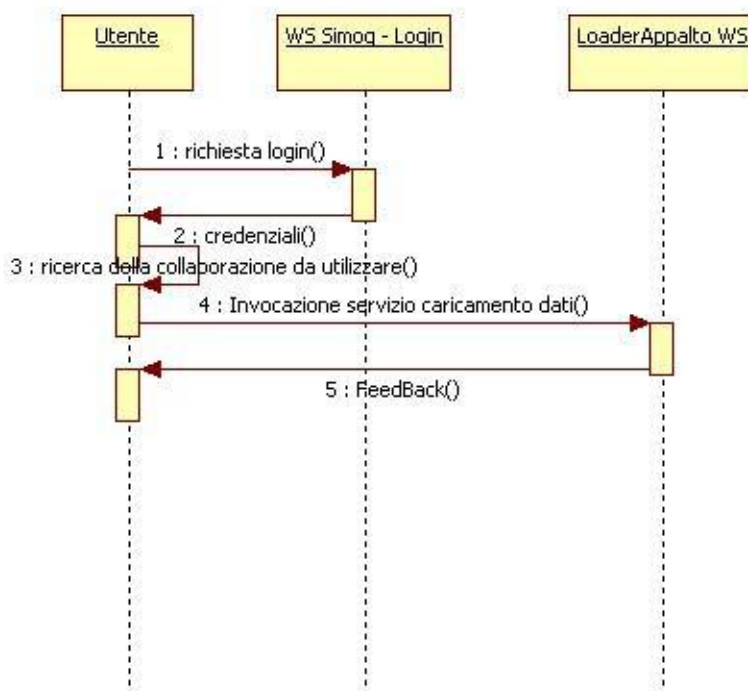 Utente
WS Simog - Login
LoaderAppalto WS
1 : richiesta login()
2 : credenziali()
3 : ricerca della collaborazione da utilizzare()
4 : Invocazione servizio caricamento dati()
5 : FeedBack()